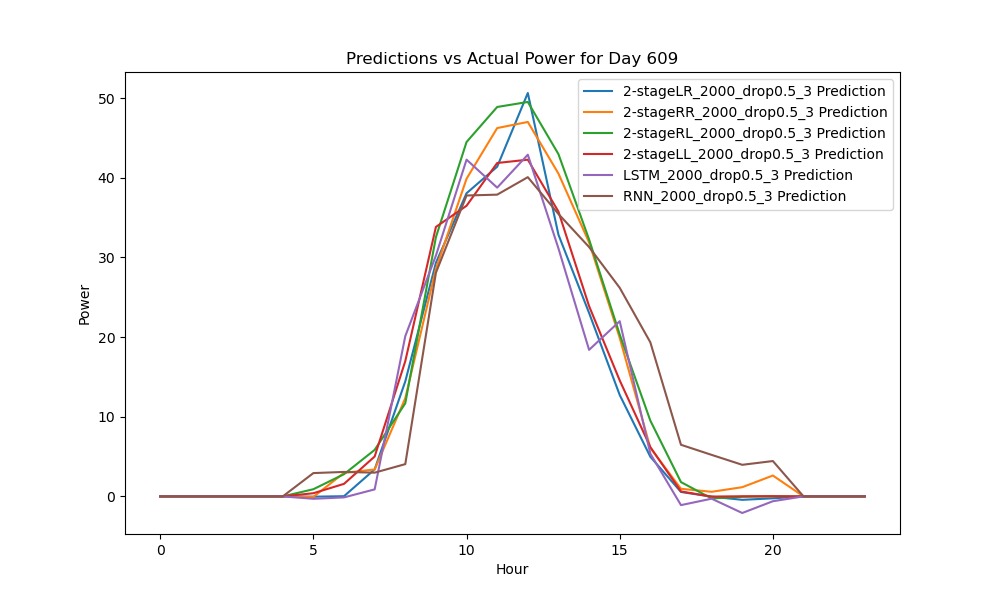 Predictions vs Actual Power for Day 609
2-stageLR_2000_drop0.5_3 Prediction
2-stageRR_2000_drop0.5_3 Prediction
2-stageRL_2000_drop0.5_3 Prediction
2-stageLL_2000_drop0.5_3 Prediction
LSTM_2000_drop0.5_3 Prediction
RNN_2000_drop0.5_3 Prediction
Power
50
40
30
20
10
0
0 5 10 15 20
Hour